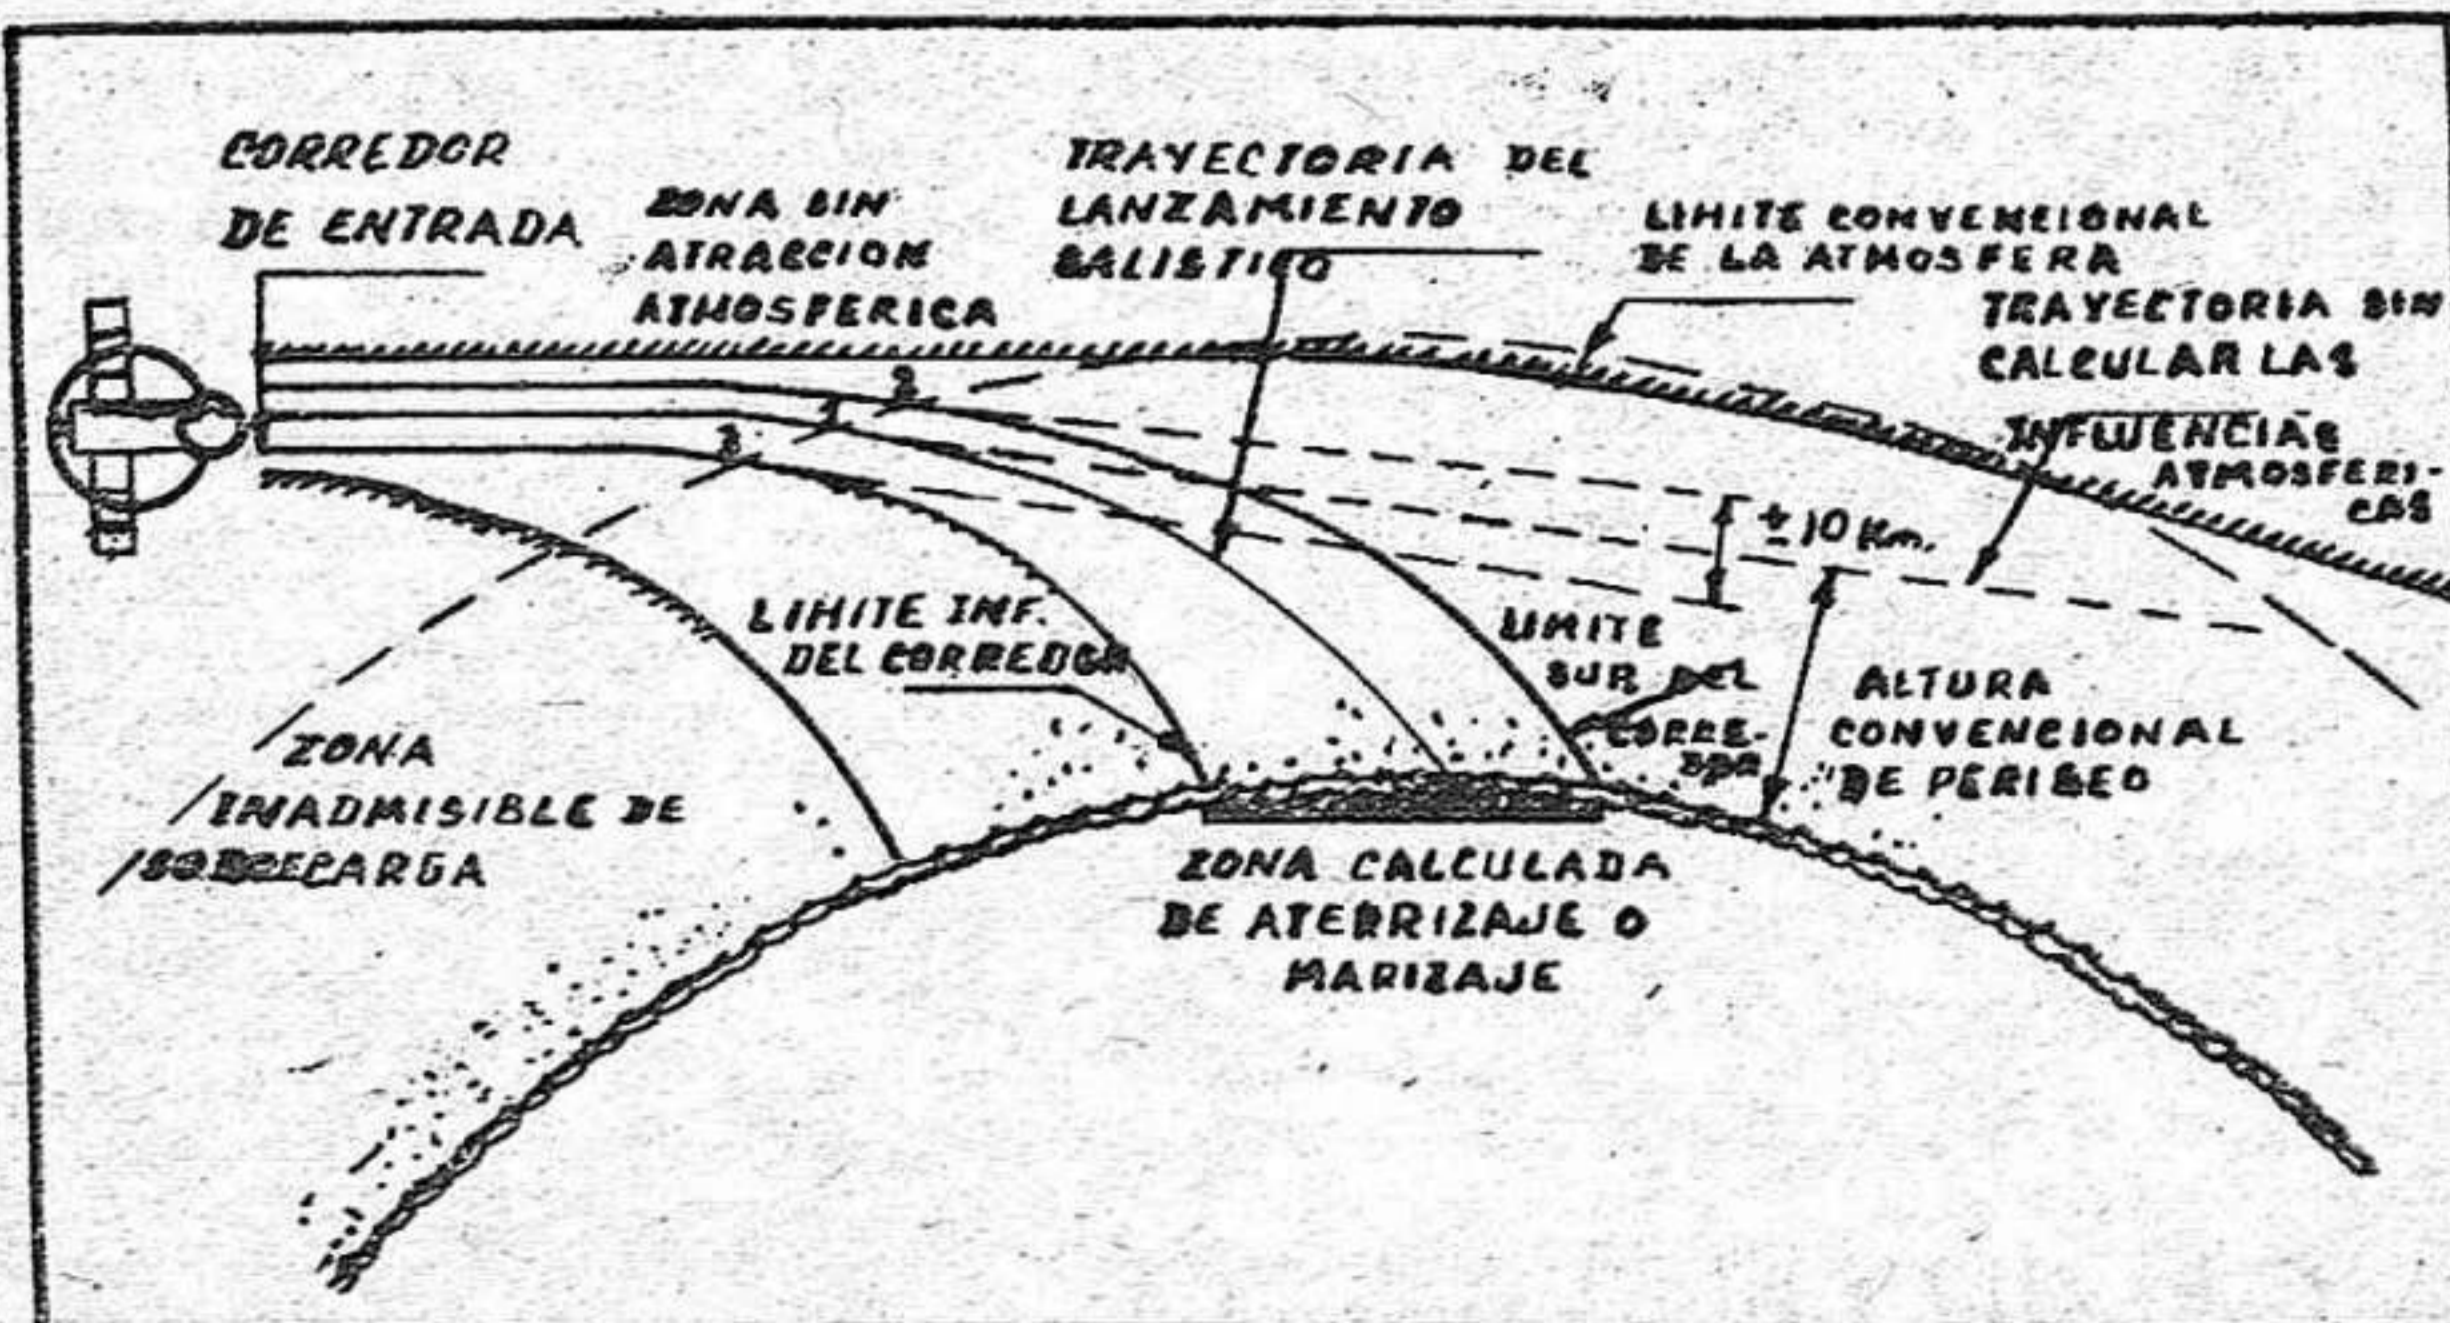 CORREDOR
DE ENTRADA
ZONA SIN
ATRACCION
ATMOSFERICA
TRAYECTORIA DEL
LANZAMIENTO
BALISTICO
LIMITE CONVENCIONAL
DE LA ATMOSFERA
TRAYECTORIA SIN
CALCULAR LAS
INFLUENCIAS
ATMOSFERI-
CAS
2
1
3
± 10 Km.
LIMITE INF.
DEL CORREDOR
LIMITE
SUR DEL
CORRE-
DOR
ALTURA
CONVENCIONAL
DE PERIGEO
ZONA
INADMISIBLE DE
SOBRECARGA
ZONA CALCULADA
DE ATERRIZAJE O
MARIZAJE